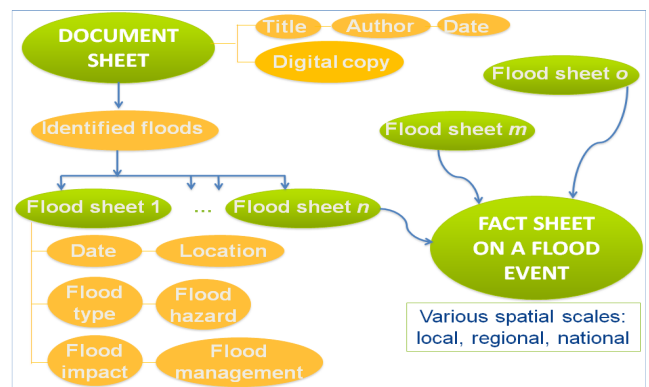 DOCUMENT
SHEET
Title
Author
Date
Digital copy
Flood sheet o
Identified floods
Flood sheet m
Flood sheet 1
...
Flood sheet n
FACT SHEET
ON A FLOOD
EVENT
Date
Location
Flood
type
Flood
hazard
Flood
impact
Flood
management
Various spatial scales:
local, regional, national